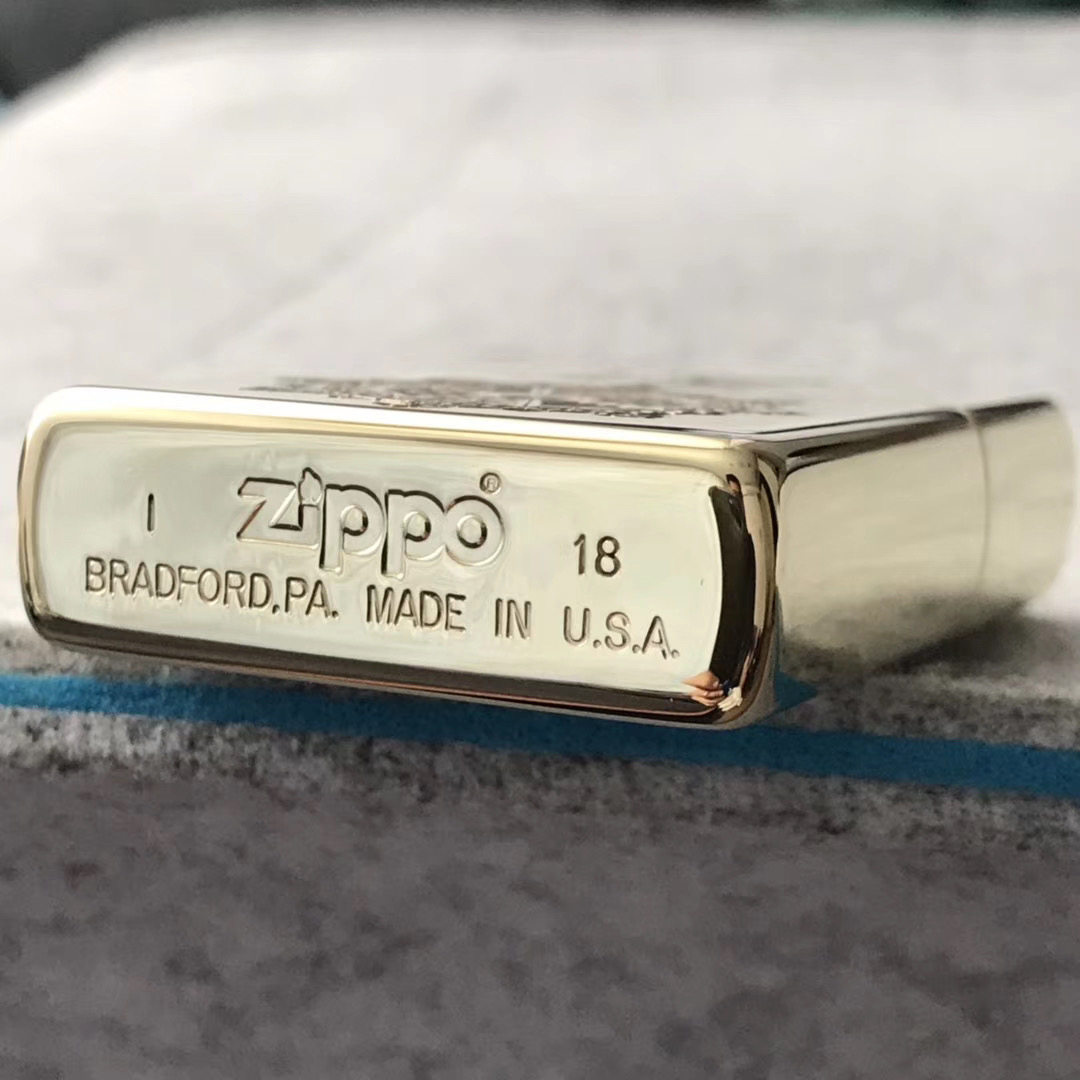 I zippo® 18
BRADFORD,PA. MADE IN U.S.A.